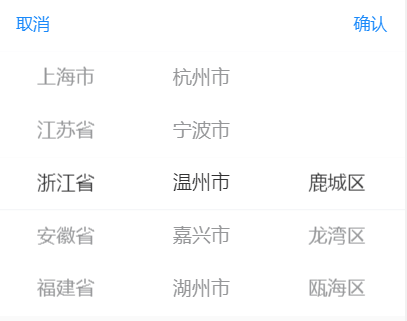 取消 确认
上海市 杭州市
江苏省 宁波市
浙江省 温州市 鹿城区
安徽省 嘉兴市 龙湾区
福建省 湖州市 瓯海区